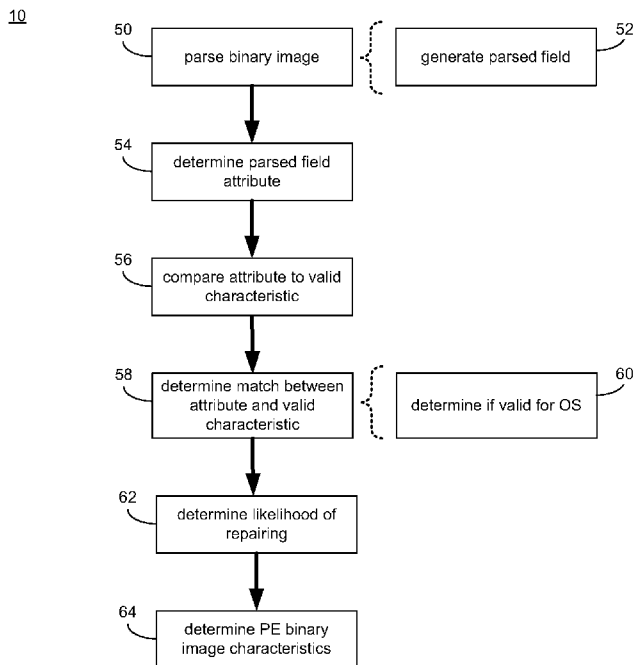 10
50
parse binary image
52
generate parsed field
54
determine parsed field
attribute
56
compare attribute to valid
characteristic
58
determine match between
attribute and valid
characteristic
60
determine if valid for OS
62
determine likelihood of
repairing
64
determine PE binary
image characteristics